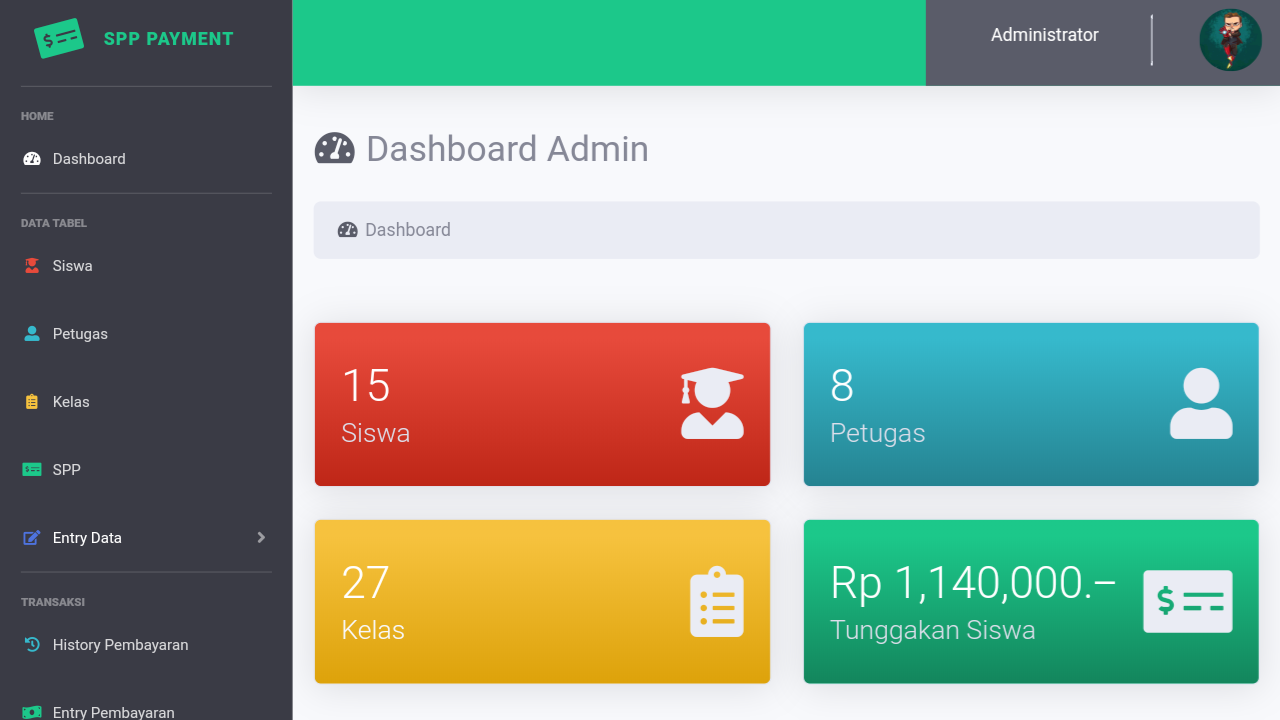 SPP PAYMENT
Administrator
HOME
Dashboard
DATA TABEL
Siswa
Petugas
Kelas
SPP
Entry Data
TRANSAKSI
History Pembayaran
Entry Pembayaran
Dashboard Admin
Dashboard
15
Siswa
8
Petugas
27
Kelas
Rp 1,140,000.–
Tunggakan Siswa